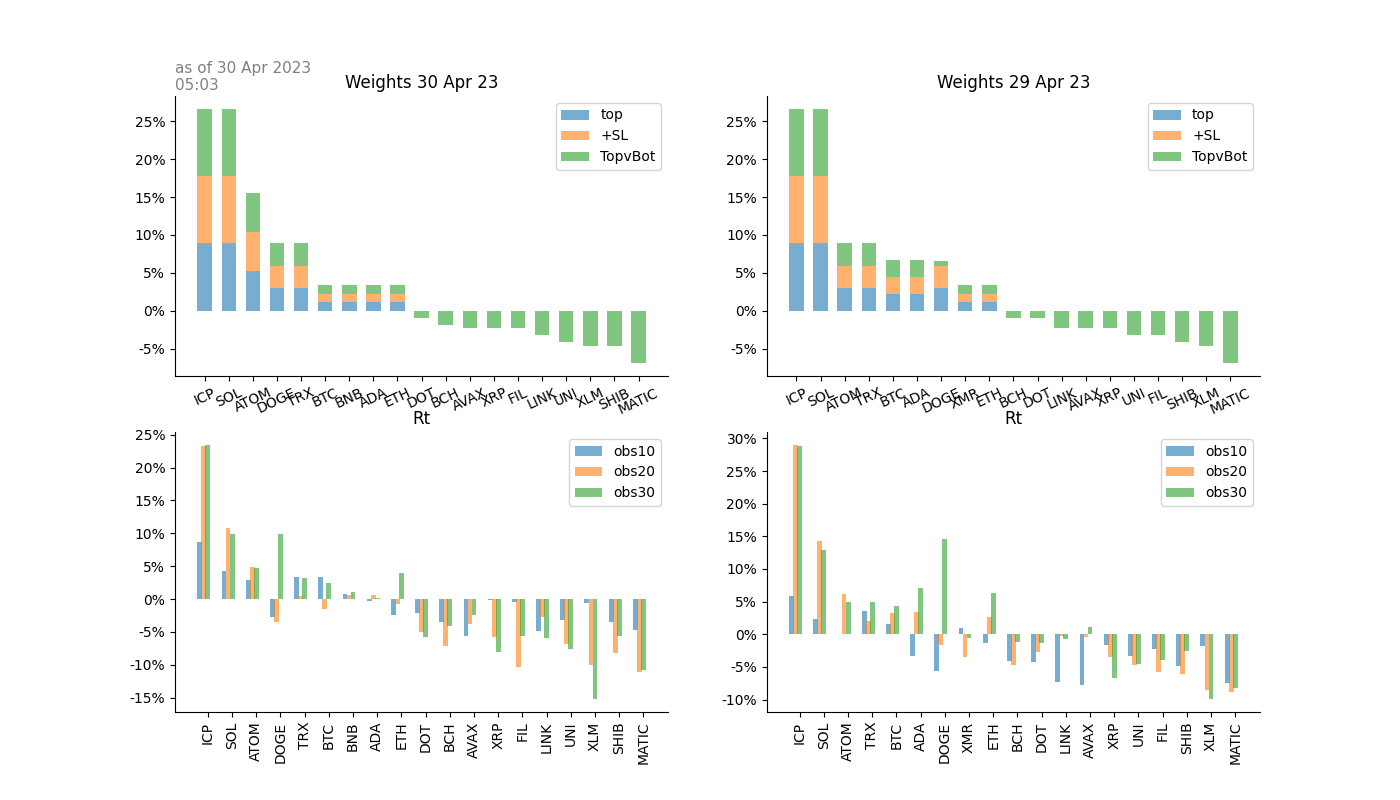 as of 30 Apr 2023
05:03
Weights 30 Apr 23
25%
20%
15%
10%
5%
0%
-5%
top
+SL
TopvBot
ICP
SOL
ATOM
DOGE
TRX
BTC
BNB
ADA
ETH
DOT
BCH
AVAX
XRP
FIL
LINK
UNI
XLM
SHIB
MATIC
Weights 29 Apr 23
25%
20%
15%
10%
5%
0%
-5%
top
+SL
TopvBot
ICP
SOL
ATOM
TRX
BTC
ADA
DOGE
XMR
ETH
BCH
DOT
LINK
AVAX
XRP
UNI
FIL
SHIB
XLM
MATIC
Rt
25%
20%
15%
10%
5%
0%
-5%
-10%
-15%
obs10
obs20
obs30
ICP
SOL
ATOM
DOGE
TRX
BTC
BNB
ADA
ETH
DOT
BCH
AVAX
XRP
FIL
LINK
UNI
XLM
SHIB
MATIC
Rt
30%
25%
20%
15%
10%
5%
0%
-5%
-10%
obs10
obs20
obs30
ICP
SOL
ATOM
TRX
BTC
ADA
DOGE
XMR
ETH
BCH
DOT
LINK
AVAX
XRP
UNI
FIL
SHIB
XLM
MATIC